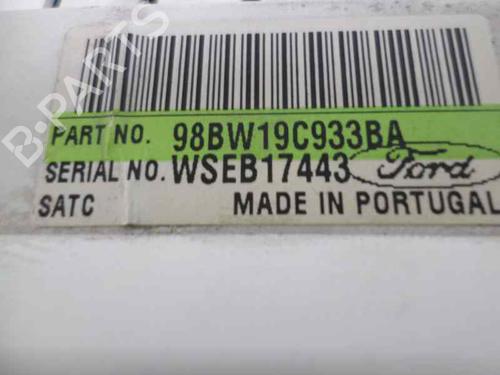 B-PARTS
PART NO. 98BW19C933BA
SERIAL NO. WSEB17443 Ford
SATC MADE IN PORTUGAL